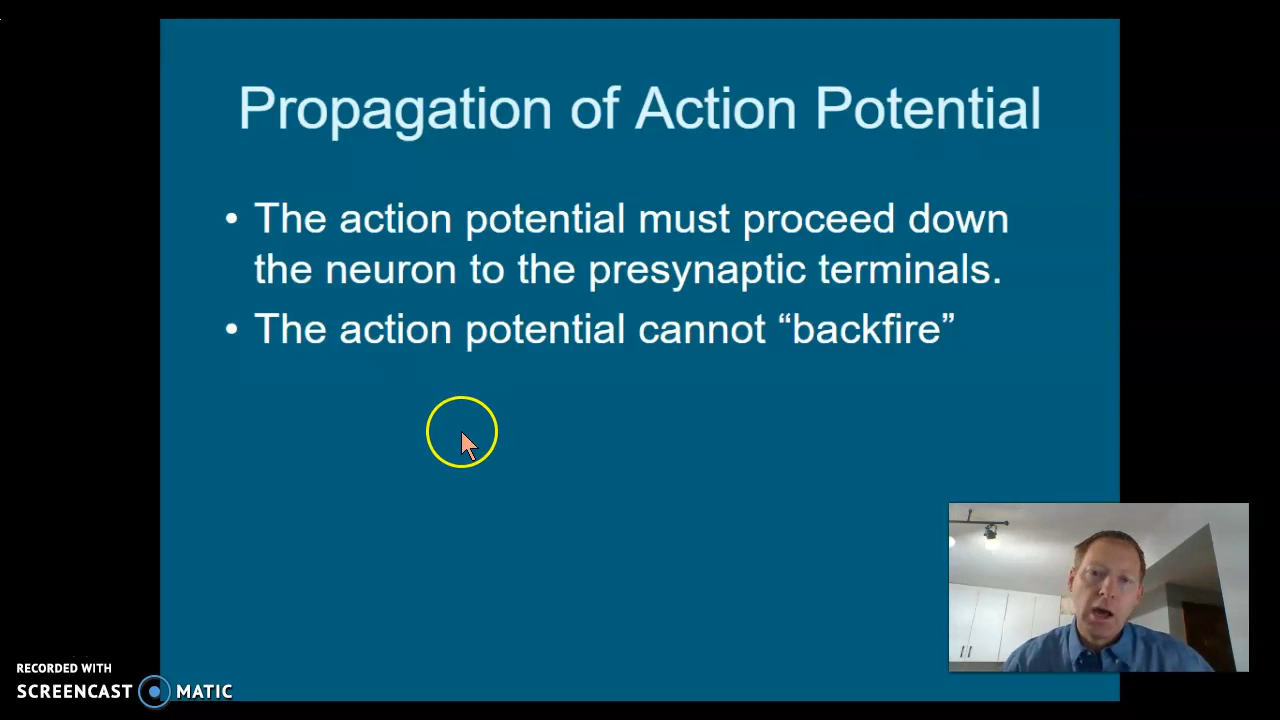 Propagation of Action Potential
• The action potential must proceed down
the neuron to the presynaptic terminals.
• The action potential cannot “backfire”
RECORDED WITH
SCREENCAST MATIC